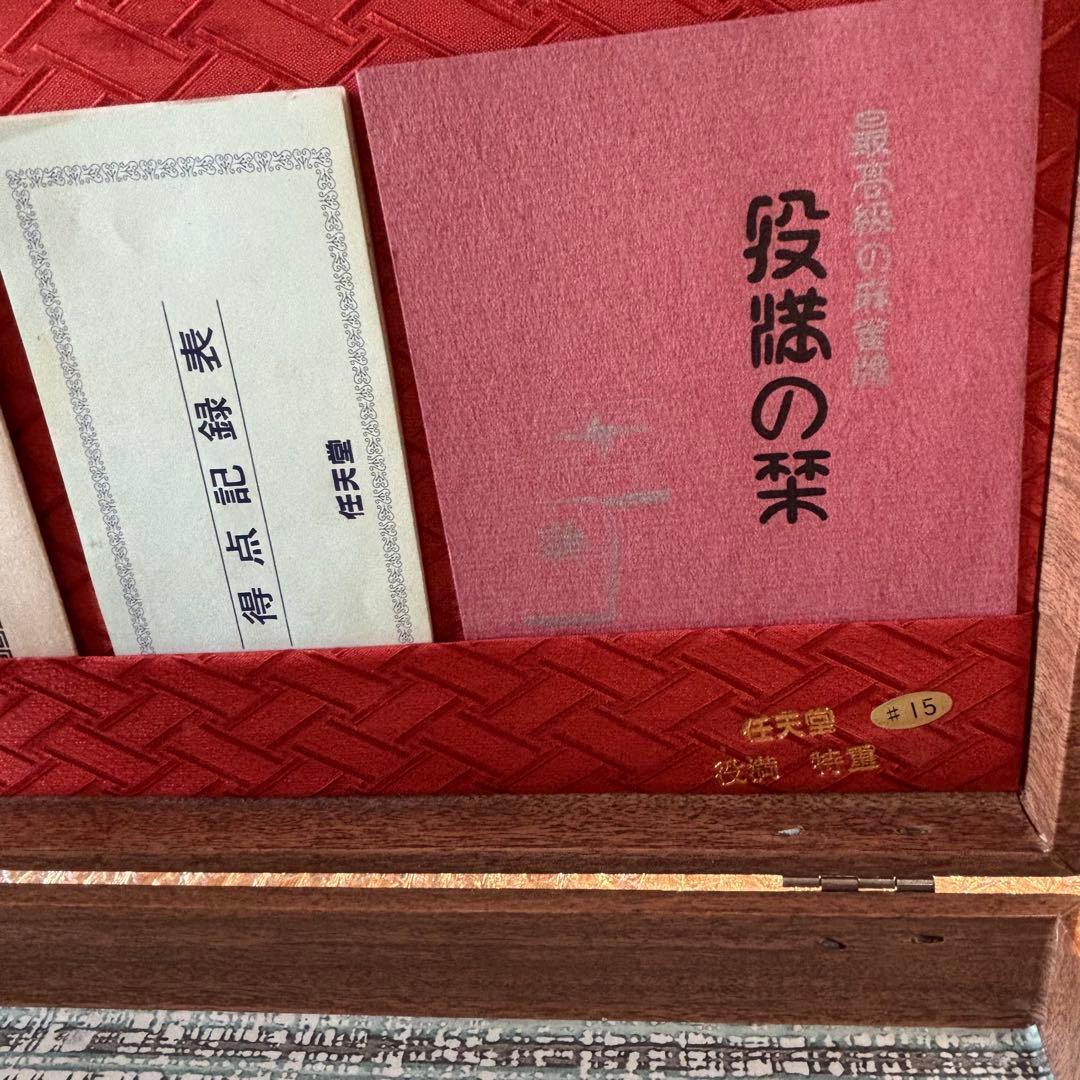 最高級の麻雀牌
役満の栞
得点記録表
任天堂
任天堂
役満 特選
#15